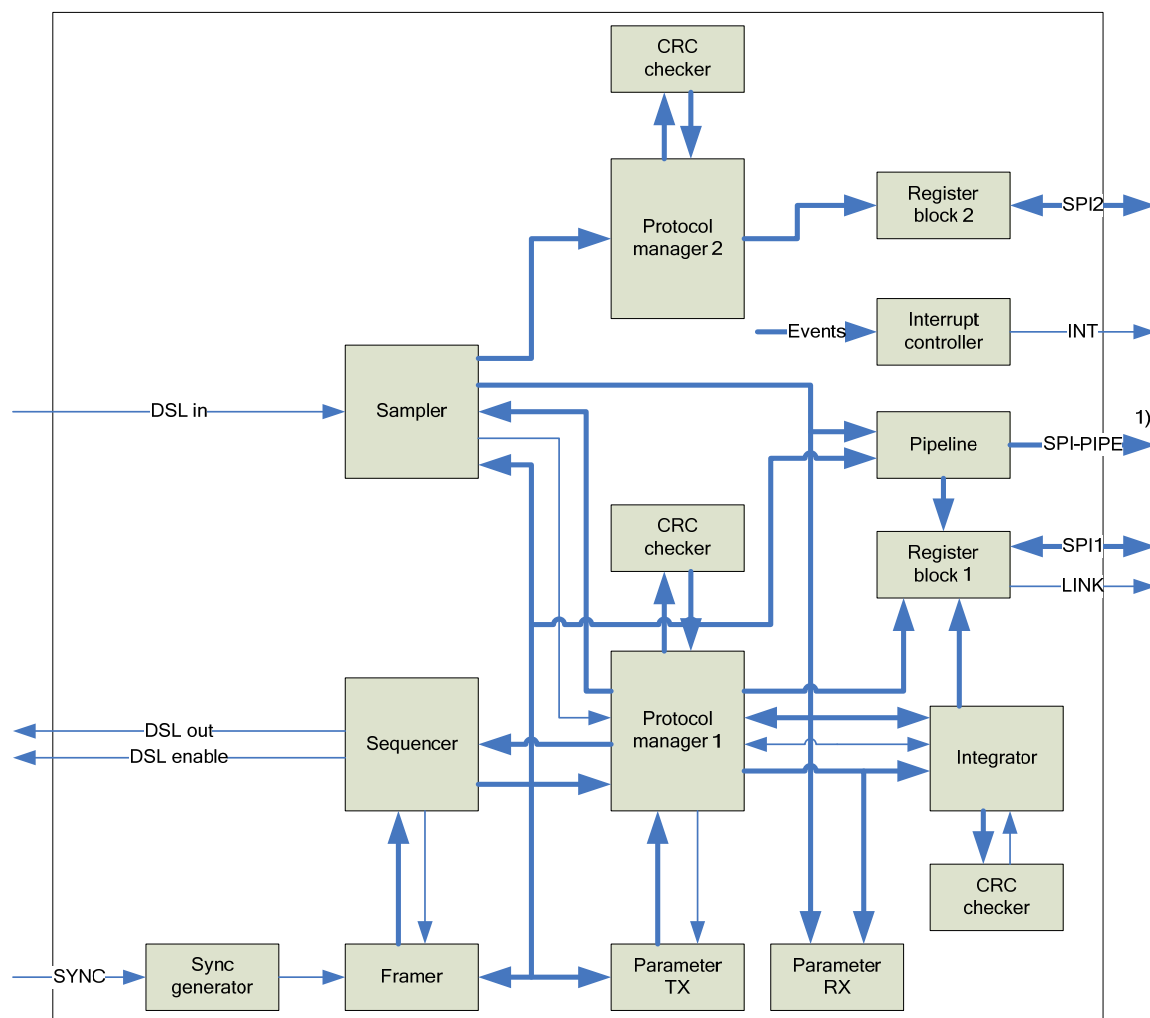 CRC
checker
Protocol
manager 2
Register
block 2
SPI2
Events
Interrupt
controller
INT
DSL in
Sampler
1)
Pipeline
SPI-PIPE
CRC
checker
Register
block 1
SPI1
LINK
DSL out
DSL enable
Sequencer
Protocol
manager 1
Integrator
CRC
checker
SYNC
Sync
generator
Framer
Parameter
TX
Parameter
RX